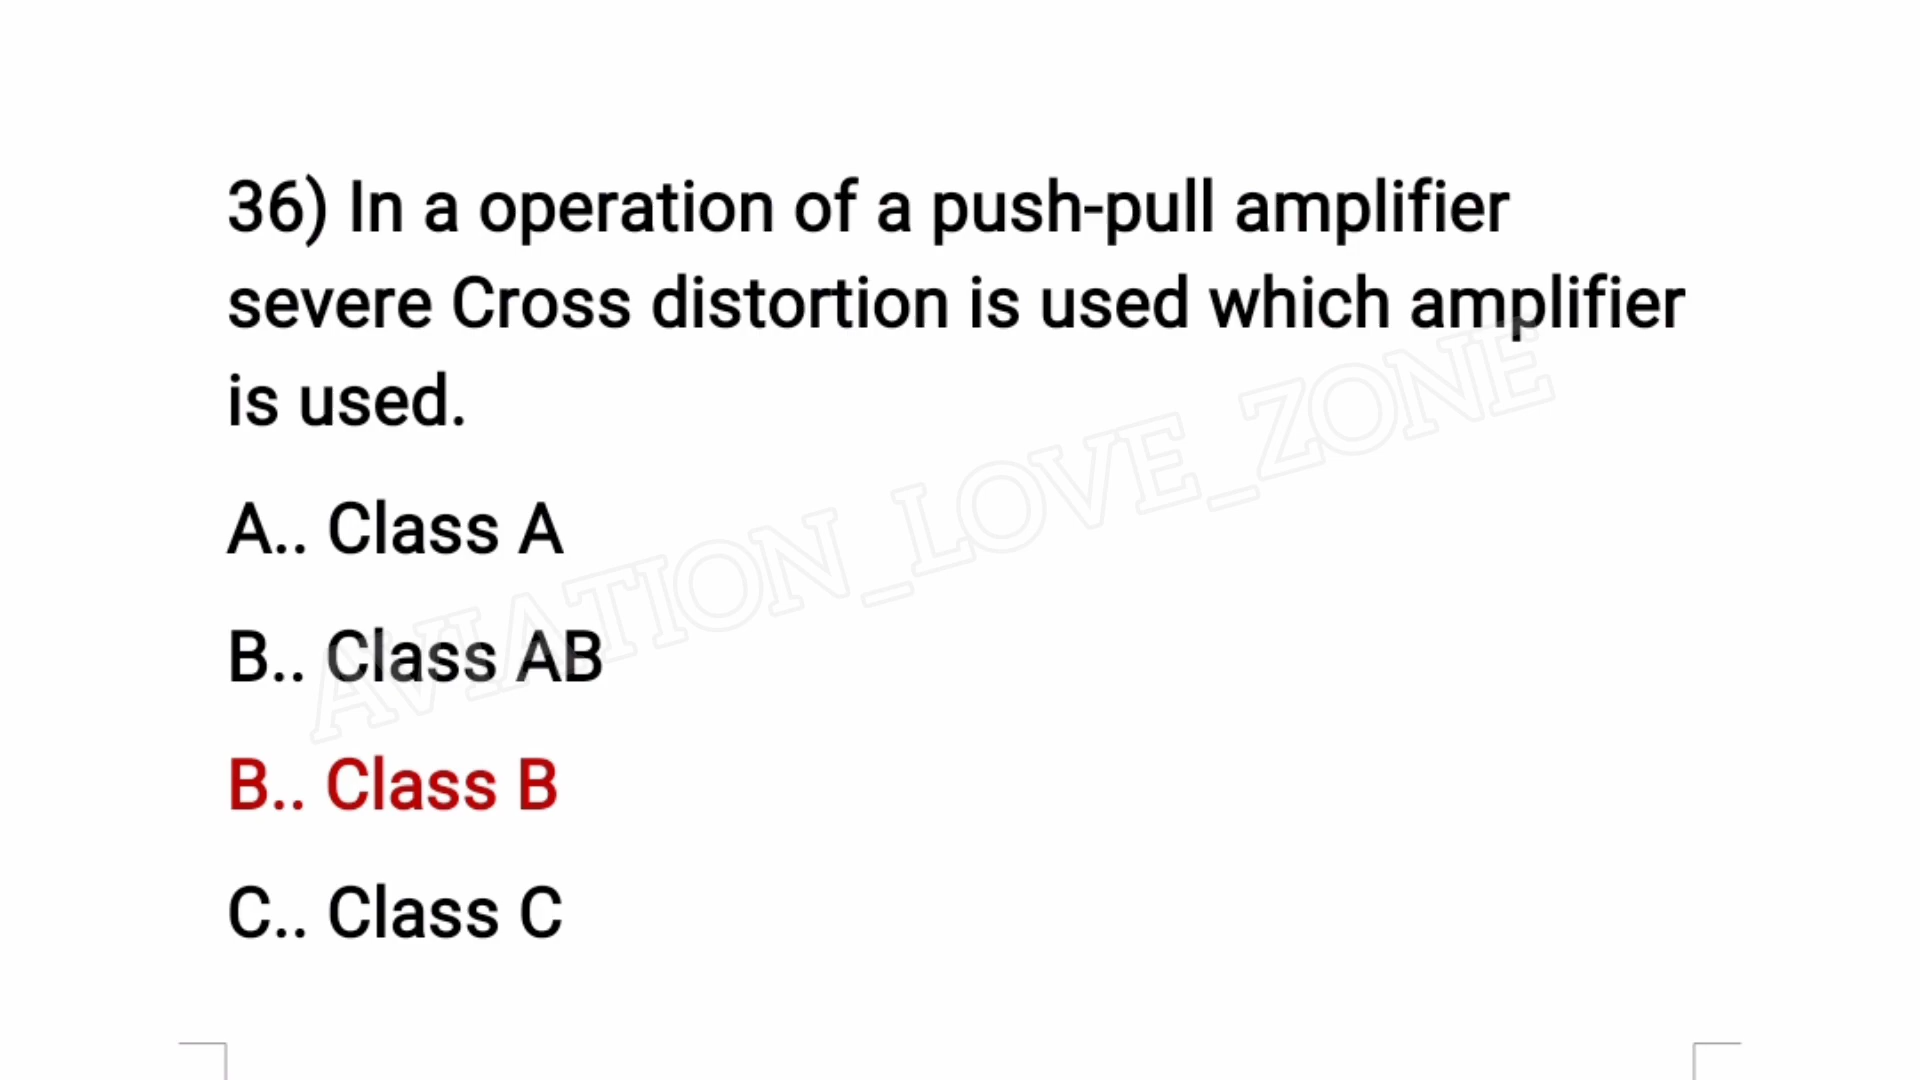 36) In a operation of a push-pull amplifier
severe Cross distortion is used which amplifier
is used.
A.. Class A
B.. Class AB
B.. Class B
C.. Class C
AVIATION_LOVE_ZONE